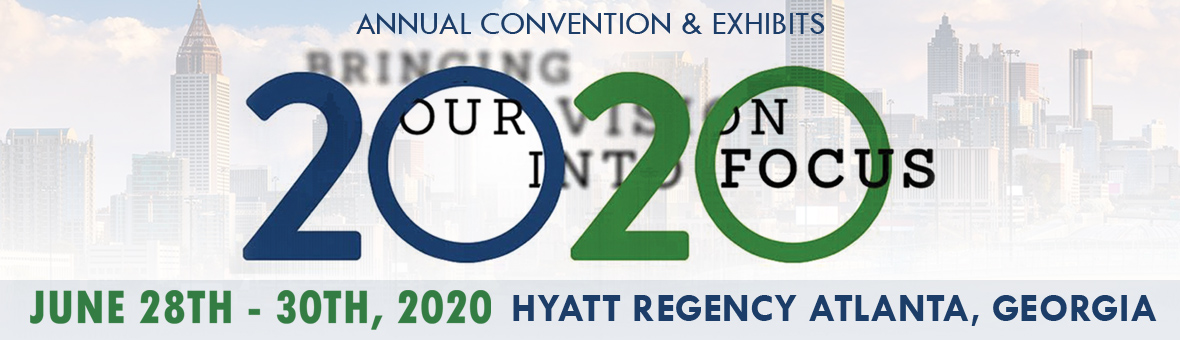 ANNUAL CONVENTION & EXHIBITS
BRINGING
OUR VISION
INTO FOCUS
2020
JUNE 28TH - 30TH, 2020 HYATT REGENCY ATLANTA, GEORGIA